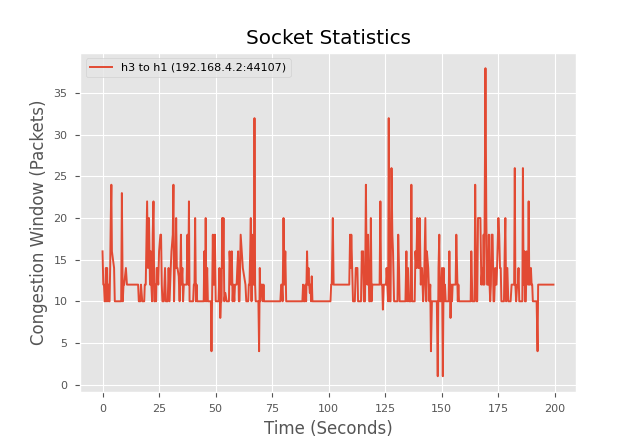 Socket Statistics
h3 to h1 (192.168.4.2:44107)
Congestion Window (Packets)
35
30
25
20
15
10
5
0
0 25 50 75 100 125 150 175 200
Time (Seconds)